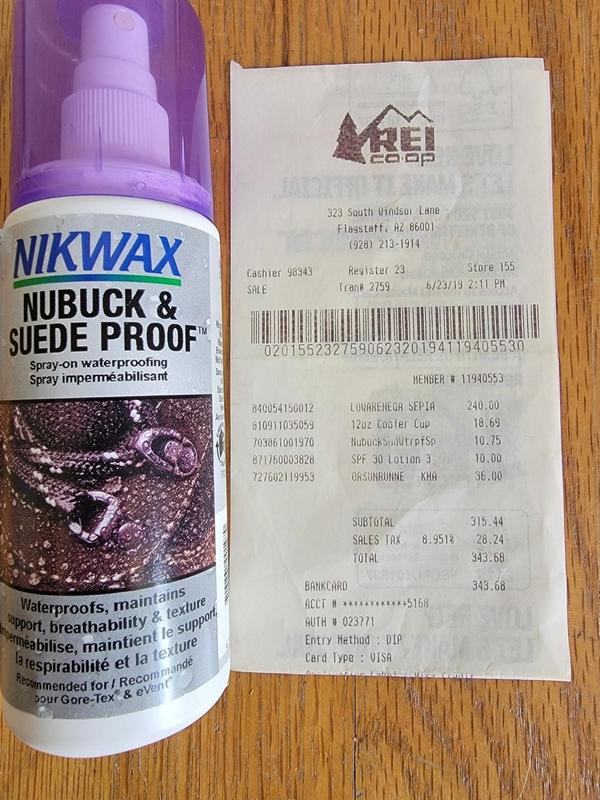 NIKWAX
NUBUCK &
SUEDE PROOF™
Spray-on waterproofing
Spray imperméabilisant
Waterproofs, maintains
support, breathability & texture
imperméabilise, maintient le support,
la respirabilité et la texture
Recommended for / Recommandé
pour Gore-Tex® & eVent®
REI
co-op
323 South Windsor Lane
Flagstaff, AZ 86001
(928) 213-1914
Cashier 98343 Register 23 Store 155
SALE Tran# 2759 6/23/19 2:11 PM
020155232759062320194119405530
MEMBER # 11940553
840054150012 LOVARENEGA SEPIA 240.00
810911035059 12oz Cooler Cup 18.69
703861001970 NubuckSudWtrpfSp 10.75
871760003828 SPF 30 Lotion 3 10.00
727602119953 ORSUNRUNNE KHA 36.00
SUBTOTAL 315.44
SALES TAX 8.951% 28.24
TOTAL 343.68
BANKCARD 343.68
ACCT # ************5168
AUTH # 023771
Entry Method : DIP
Card Type : VISA